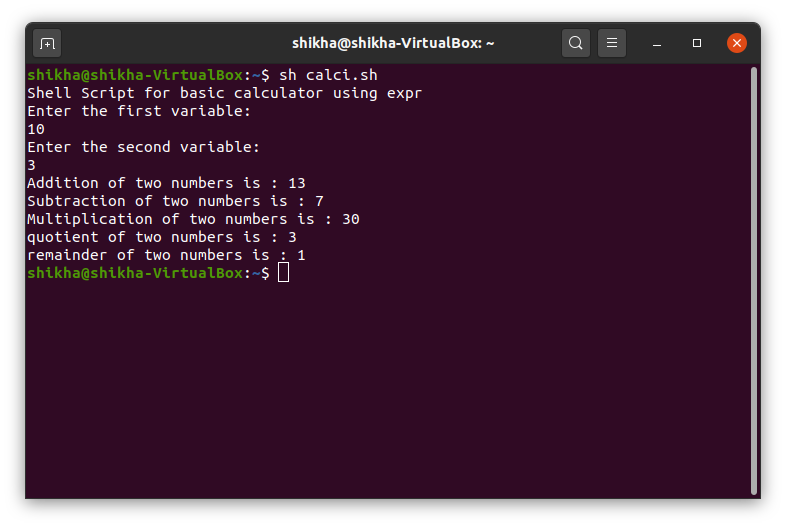 shikha@shikha-VirtualBox: ~
shikha@shikha-VirtualBox:~$ sh calci.sh
Shell Script for basic calculator using expr
Enter the first variable:
10
Enter the second variable:
3
Addition of two numbers is : 13
Subtraction of two numbers is : 7
Multiplication of two numbers is : 30
quotient of two numbers is : 3
remainder of two numbers is : 1
shikha@shikha-VirtualBox:~$